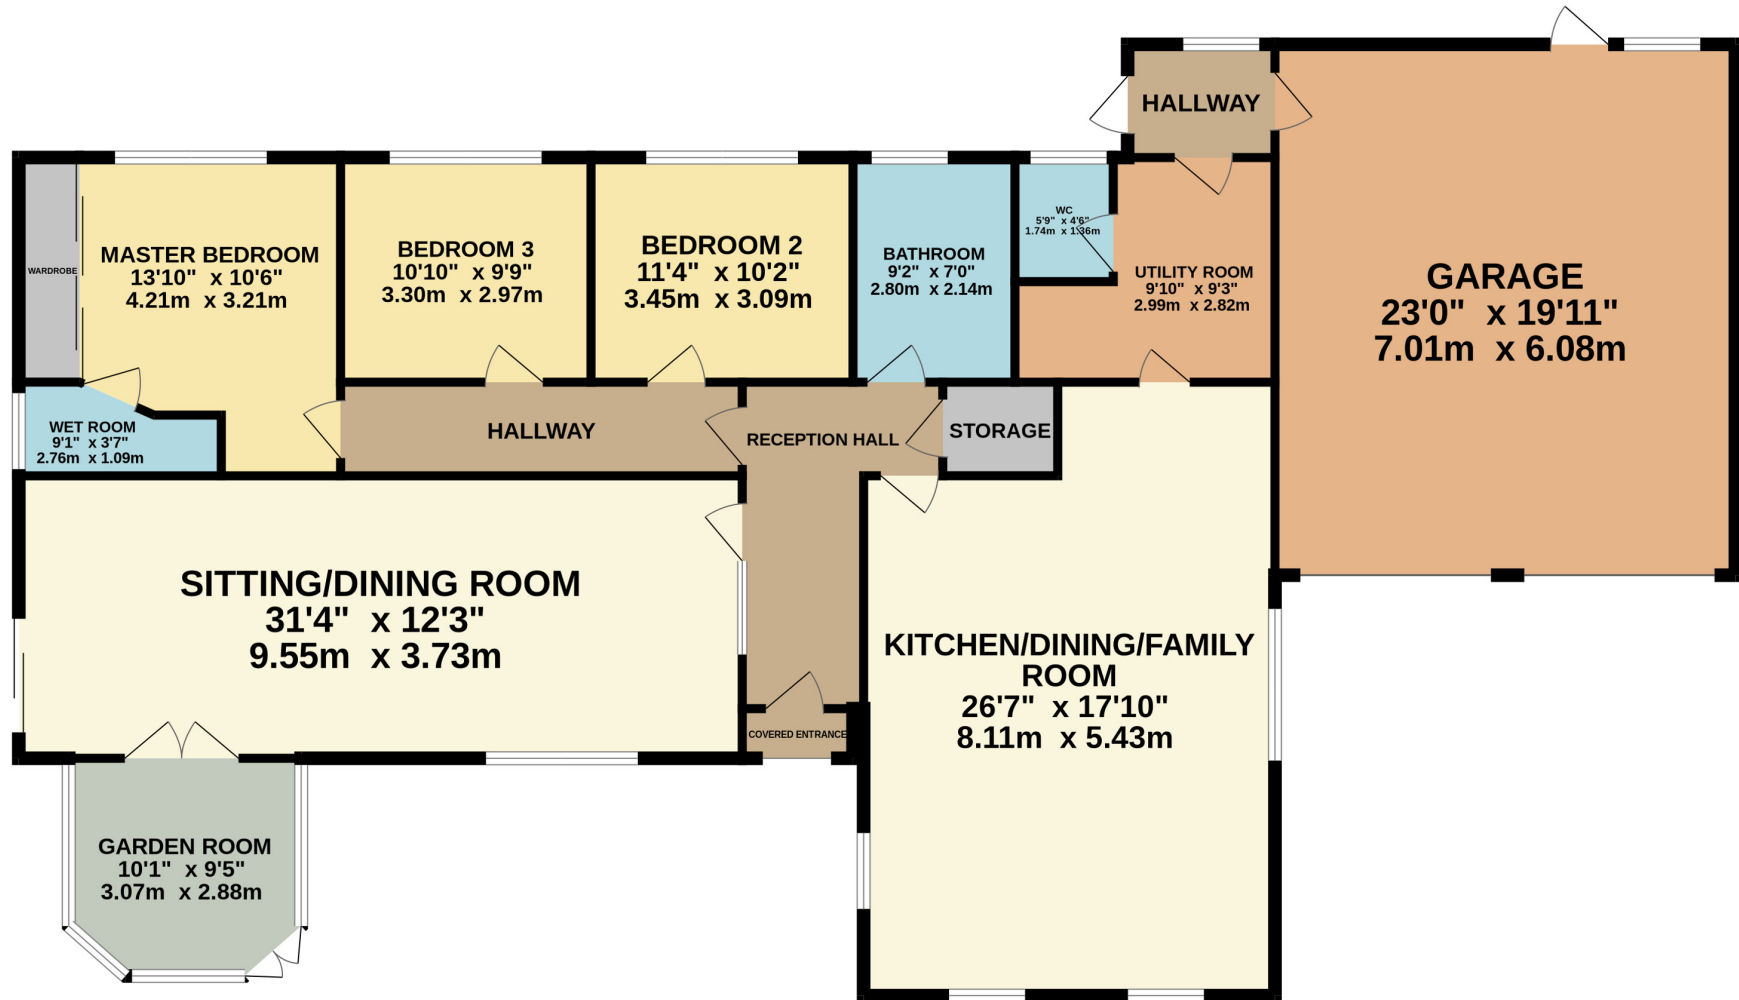 HALLWAY
WARDROBE
MASTER BEDROOM
13'10" x 10'6"
4.21m x 3.21m
BEDROOM 3
10'10" x 9'9"
3.30m x 2.97m
BEDROOM 2
11'4" x 10'2"
3.45m x 3.09m
BATHROOM
9'2" x 7'0"
2.80m x 2.14m
WC
5'9" x 4'6"
1.74m x 1.36m
UTILITY ROOM
9'10" x 9'3"
2.99m x 2.82m
GARAGE
23'0" x 19'11"
7.01m x 6.08m
WET ROOM
9'1" x 3'7"
2.76m x 1.09m
HALLWAY
RECEPTION HALL
STORAGE
SITTING/DINING ROOM
31'4" x 12'3"
9.55m x 3.73m
KITCHEN/DINING/FAMILY
ROOM
26'7" x 17'10"
8.11m x 5.43m
COVERED ENTRANCE
GARDEN ROOM
10'1" x 9'5"
3.07m x 2.88m